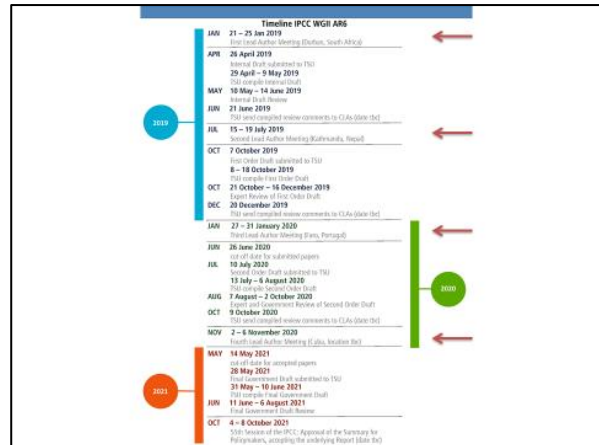 Timeline IPCC WGII AR6
JAN 21 – 25 Jan 2019
First Lead Author Meeting (Durban, South Africa)
APR 26 April 2019
Internal Draft submitted to TSU
29 April – 9 May 2019
TSU compile Internal Draft
MAY 10 May – 14 June 2019
Internal Draft Review
JUN 21 June 2019
TSU send compiled review comments to CLAs (date tbc)
2019
JUL 15 – 19 July 2019
Second Lead Author Meeting (Kathmandu, Nepal)
OCT 7 October 2019
First Order Draft submitted to TSU
8 – 18 October 2019
TSU compile First Order Draft
OCT 21 October – 16 December 2019
Expert Review of First Order Draft
DEC 20 December 2019
TSU send compiled review comments to CLAs (date tbc)
JAN 27 – 31 January 2020
Third Lead Author Meeting (Faro, Portugal)
JUN 26 June 2020
cut-off date for submitted papers
JUL 10 July 2020
Second Order Draft submitted to TSU
13 July – 6 August 2020
TSU compile Second Order Draft
2020
AUG 7 August – 2 October 2020
Expert and Government Review of Second Order Draft
OCT 9 October 2020
TSU send compiled review comments to CLAs (date tbc)
NOV 2 – 6 November 2020
Fourth Lead Author Meeting (location tbc)
MAY 14 May 2021
cut-off date for accepted papers
28 May 2021
Final Government Draft submitted to TSU
31 May – 10 June 2021
TSU compile Final Government Draft
2021
JUN 11 June – 6 August 2021
Final Government Draft Review
OCT 4 – 8 October 2021
55th Session of the IPCC: Approval of the Summary for
Policymakers, accepting the underlying Report (date tbc)